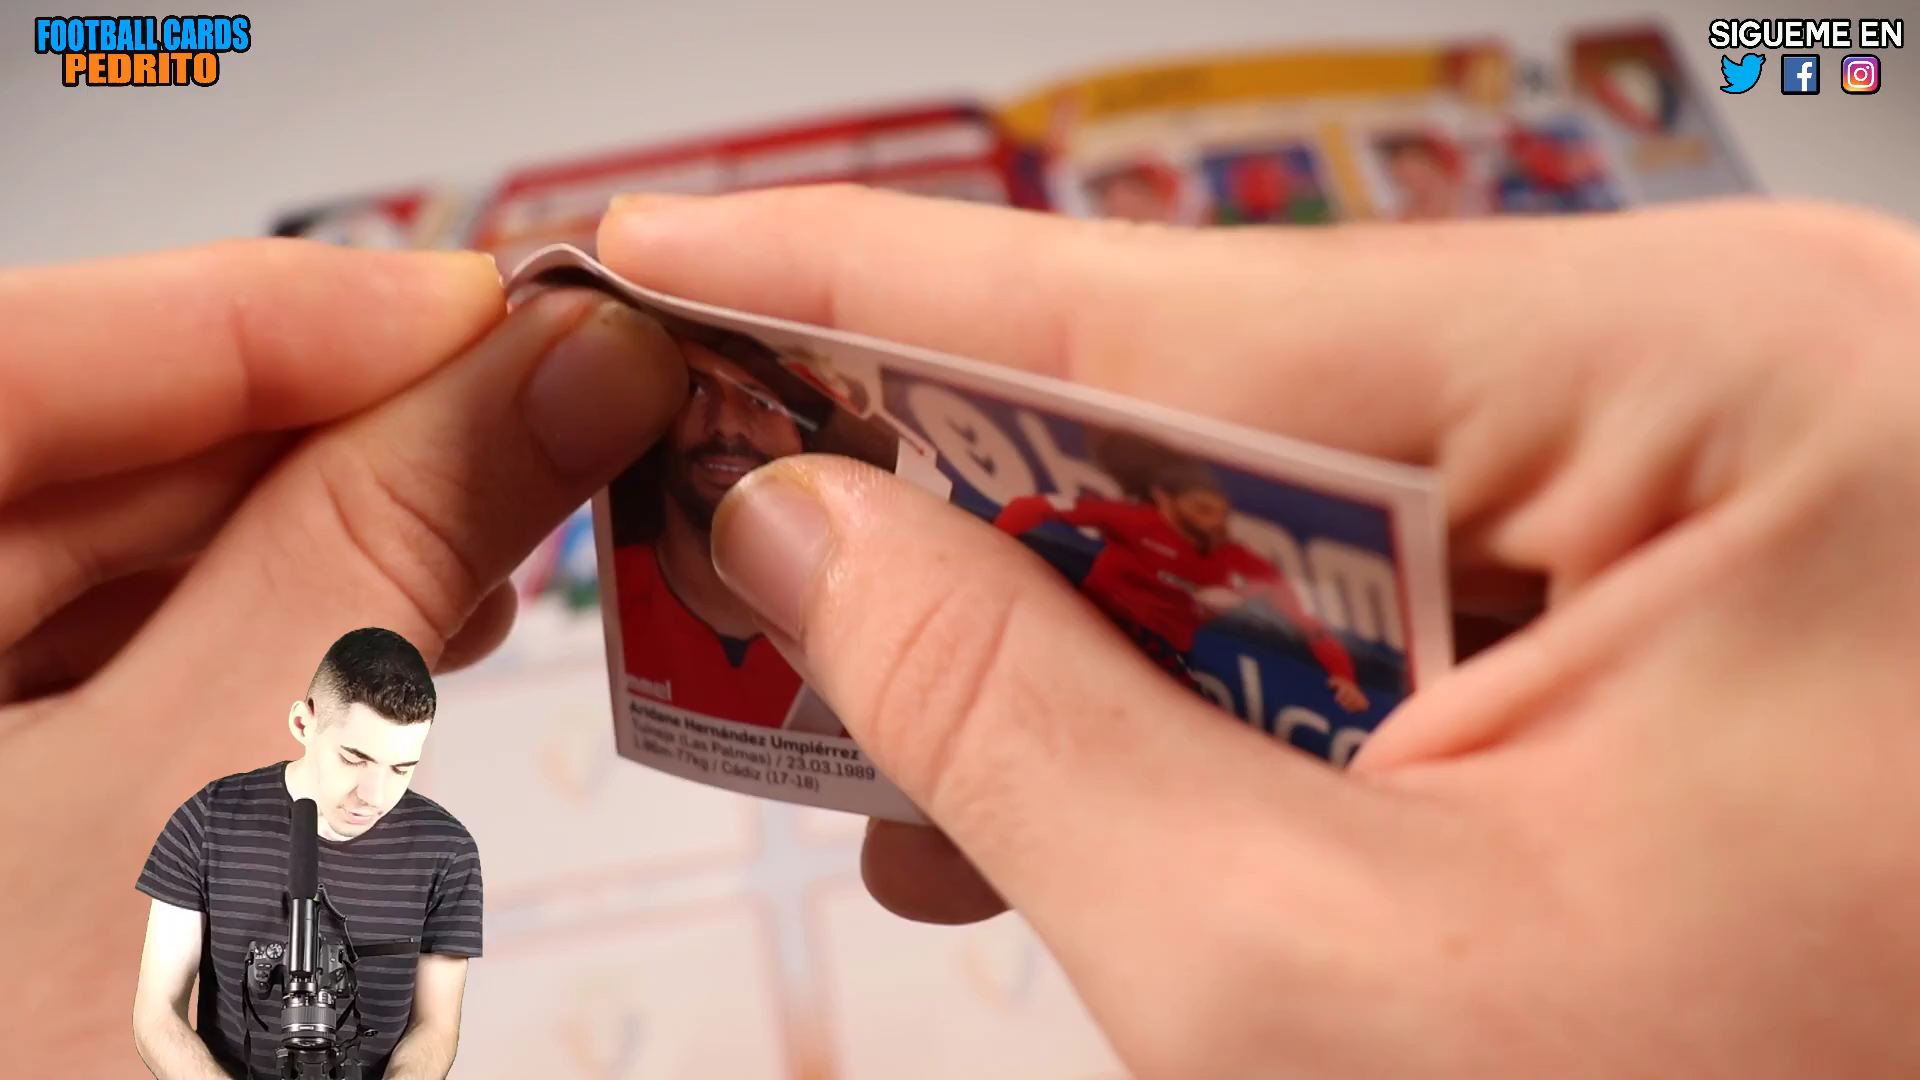 FOOTBALL CARDS
PEDRITO
SIGUEME EN
Aridane Hernández Umpiérrez
Tuineje (Las Palmas) / 23.03.1989
1.86m-77kg / Cádiz (17-18)